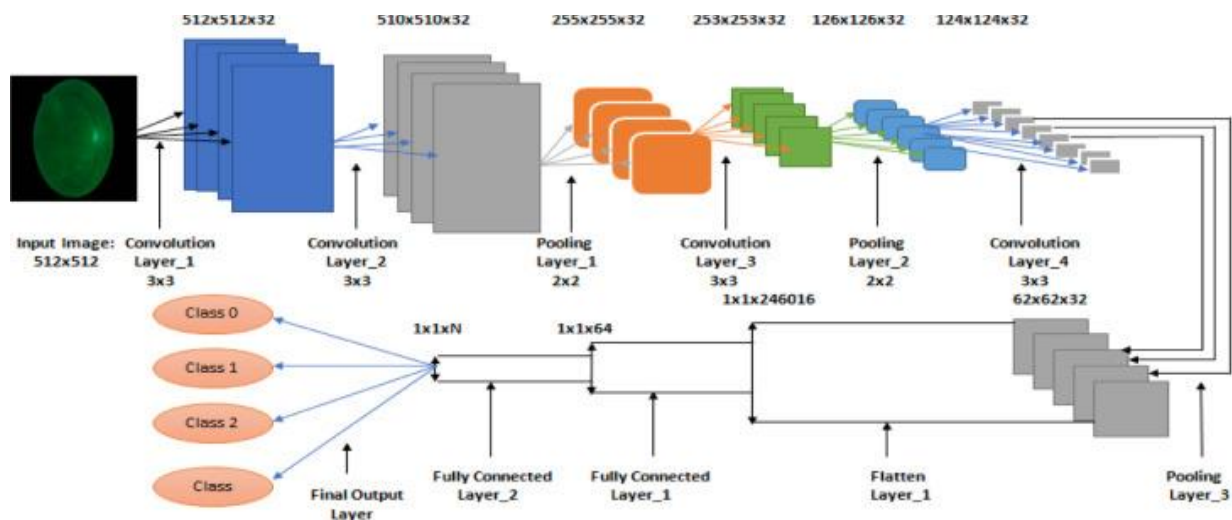 512x512x32
510x510x32
255x255x32
253x253x32
126x126x32
124x124x32
Input Image:
512x512
Convolution
Layer_1
3x3
Convolution
Layer_2
3x3
Pooling
Layer_1
2x2
Convolution
Layer_3
3x3
Pooling
Layer_2
2x2
Convolution
Layer_4
3x3
Class 0
Class 1
Class 2
Class
1x1xN
1x1x64
1x1x246016
62x62x32
Final Output
Layer
Fully Connected
Layer_2
Fully Connected
Layer_1
Flatten
Layer_1
Pooling
Layer_3